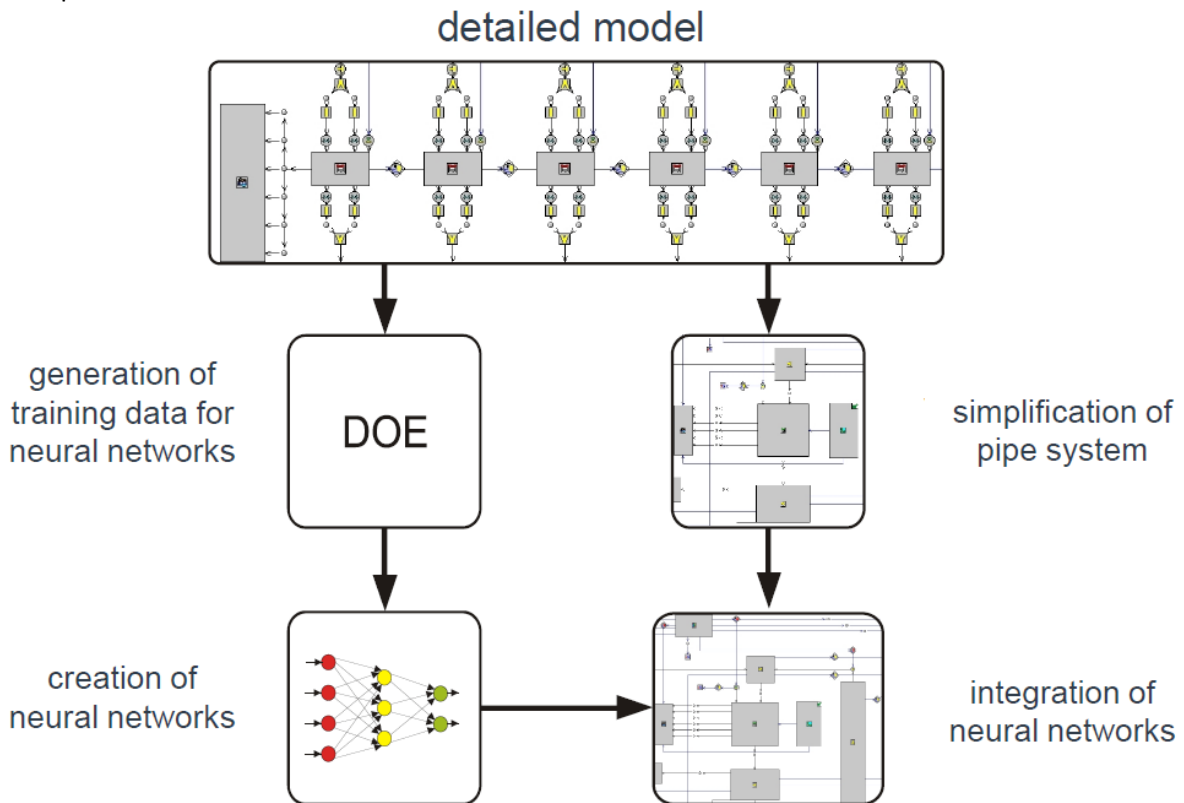 detailed model
generation of
training data for
neural networks
DOE
simplification of
pipe system
creation of
neural networks
integration of
neural networks